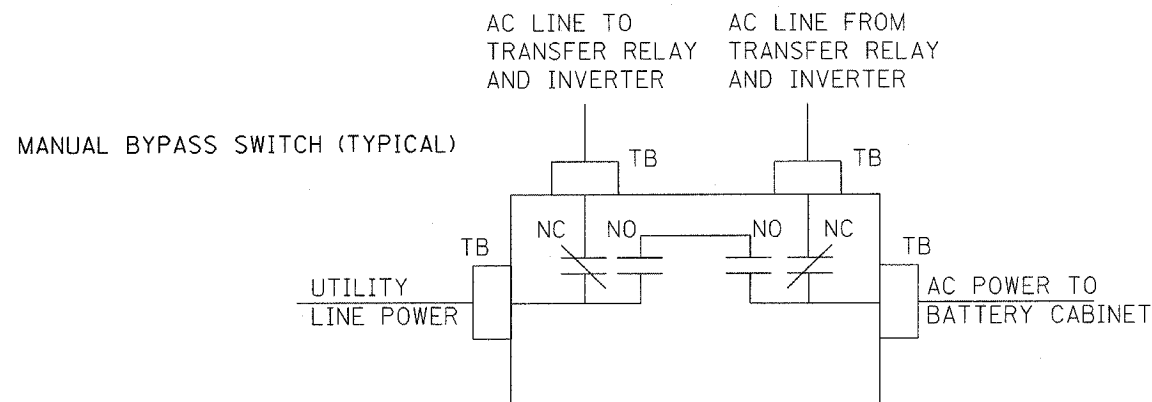 AC LINE TO
TRANSFER RELAY
AND INVERTER
AC LINE FROM
TRANSFER RELAY
AND INVERTER
MANUAL BYPASS SWITCH (TYPICAL)
TB
TB
NC
NO
NO
NC
TB
TB
UTILITY
LINE POWER
AC POWER TO
BATTERY CABINET